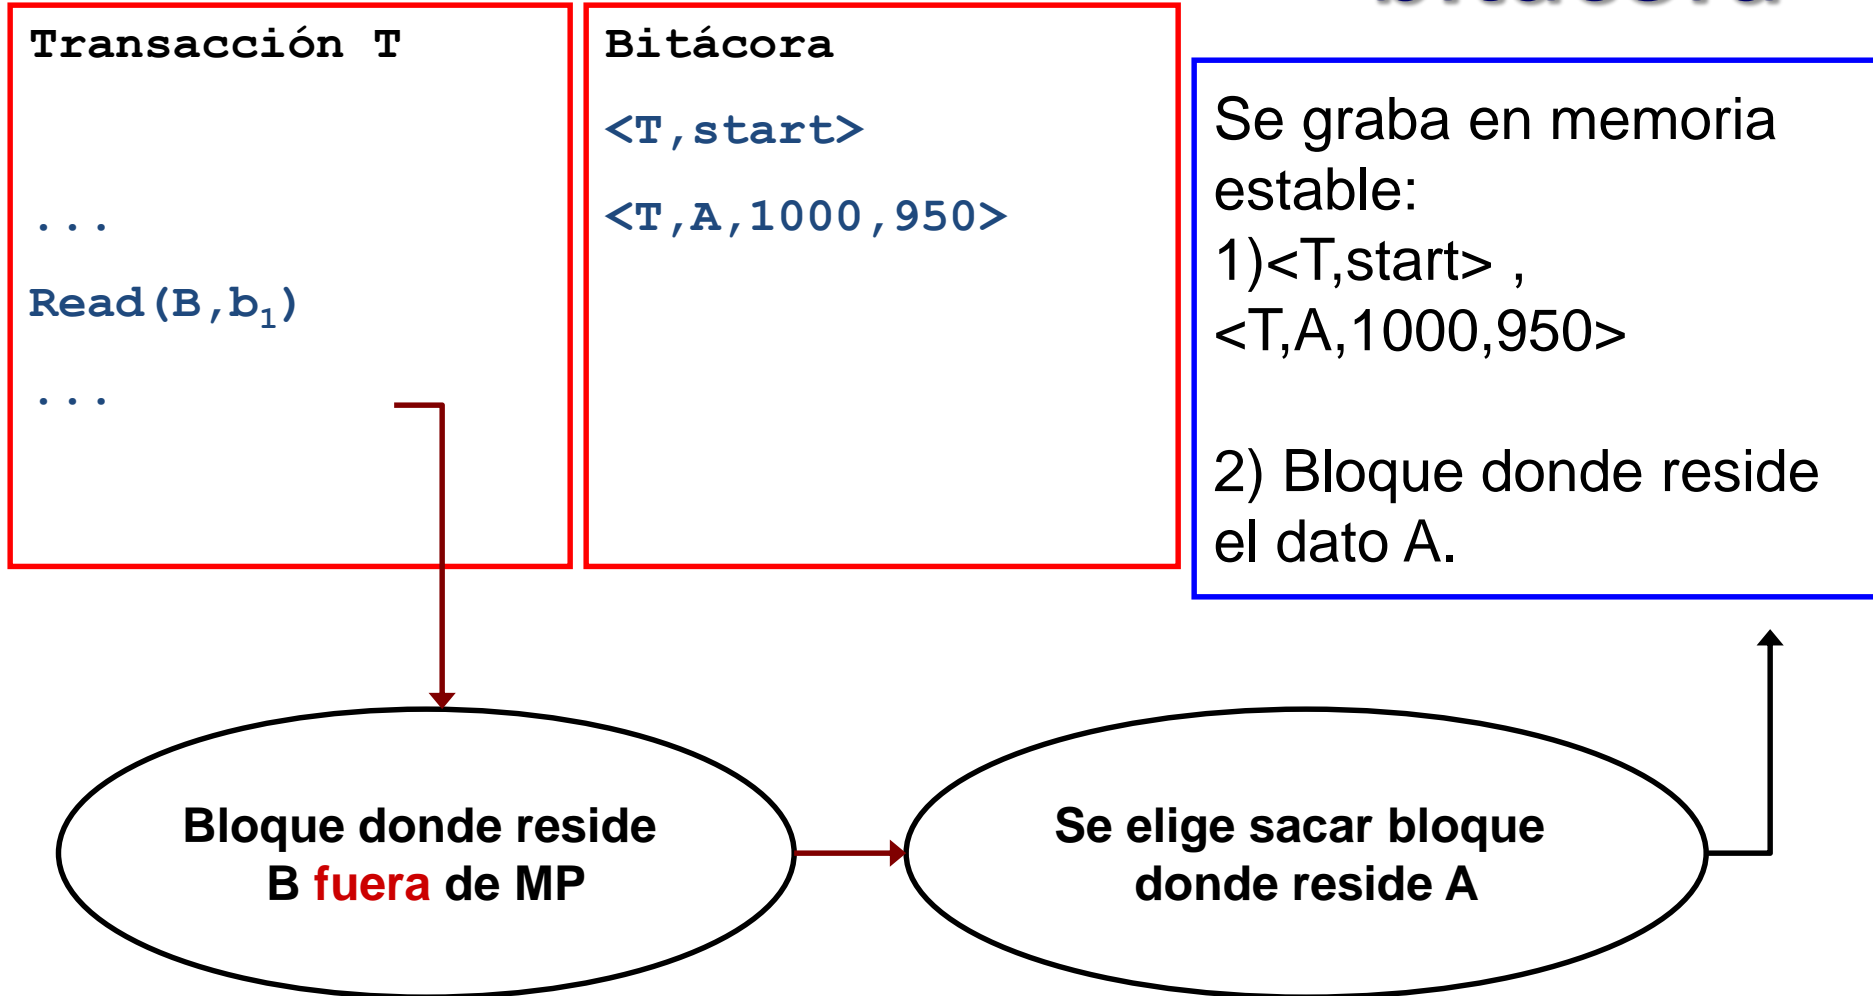 Transacción T
...
Read(B,b₁)
...
Bitácora
<T,start>
<T,A,1000,950>
Se graba en memoria
estable:
1)<T,start> ,
<T,A,1000,950>
2) Bloque donde reside
el dato A.
Bloque donde reside
B fuera de MP
Se elige sacar bloque
donde reside A